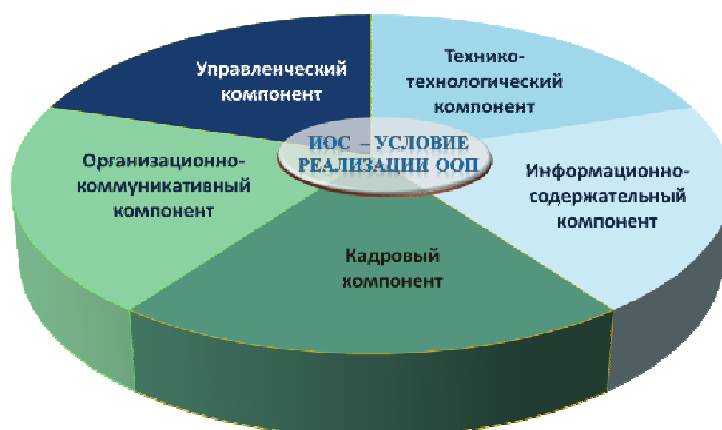 Управленческий
компонент
Технико-
технологический
компонент
ИОС – УСЛОВИЕ
РЕАЛИЗАЦИИ ООП
Организационно-
коммуникативный
компонент
Информационно-
содержательный
компонент
Кадровый
компонент